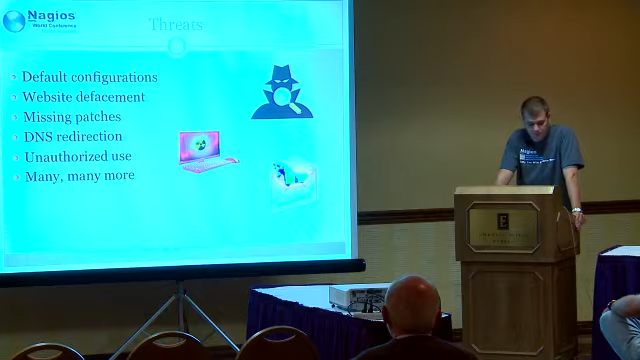 Nagios
World Conference
Threats
Default configurations
Website defacement
Missing patches
DNS redirection
Unauthorized use
Many, many more
Nagios
E